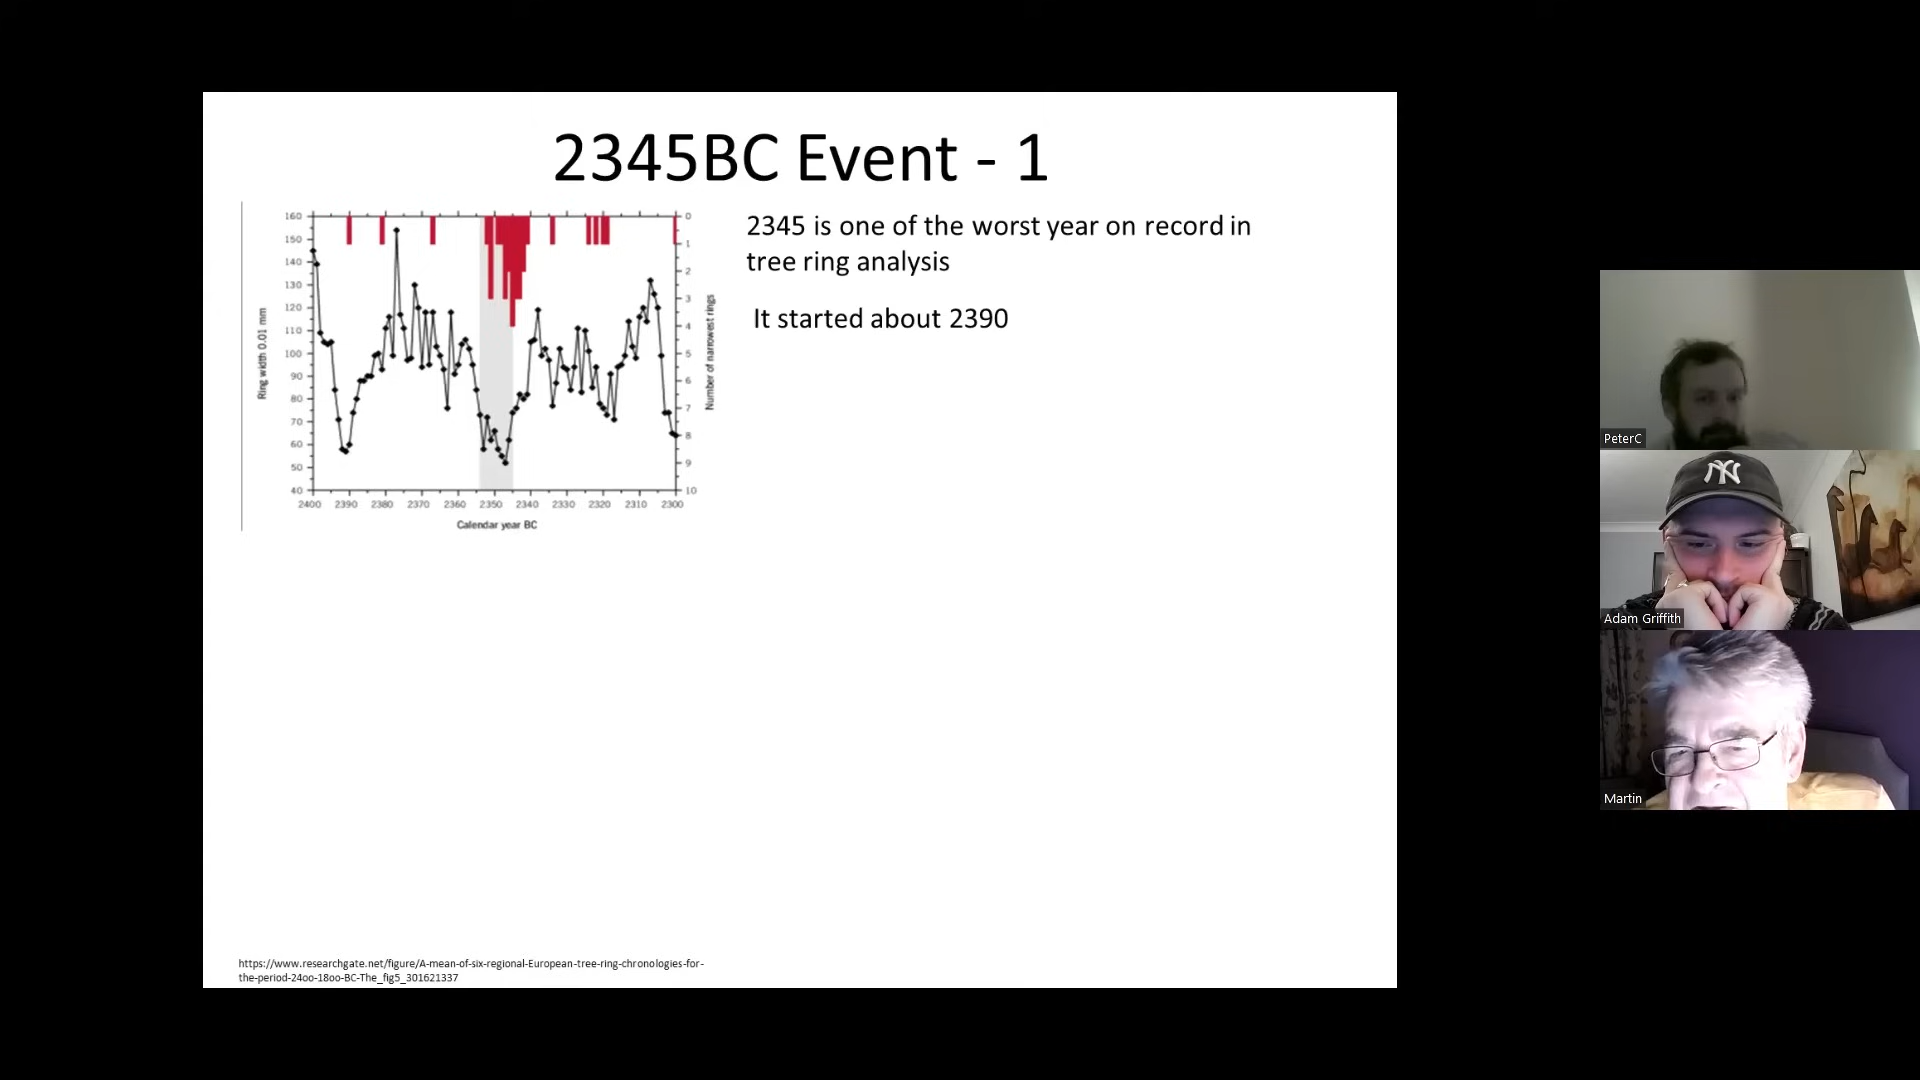 2345BC Event - 1
2345 is one of the worst year on record in
tree ring analysis
It started about 2390
160
150
140
130
120
110
100
90
80
70
60
50
40
Ring width 0.01 mm
0
1
2
3
4
5
6
7
8
9
10
Number of narrowest rings
2400 2390 2380 2370 2360 2350 2340 2330 2320 2310 2300
Calendar year BC
https://www.researchgate.net/figure/A-mean-of-six-regional-European-tree-ring-chronologies-for-
the-period-24oo-18oo-BC-The_fig5_301621337
PeterC
NY
Adam Griffith
Martin